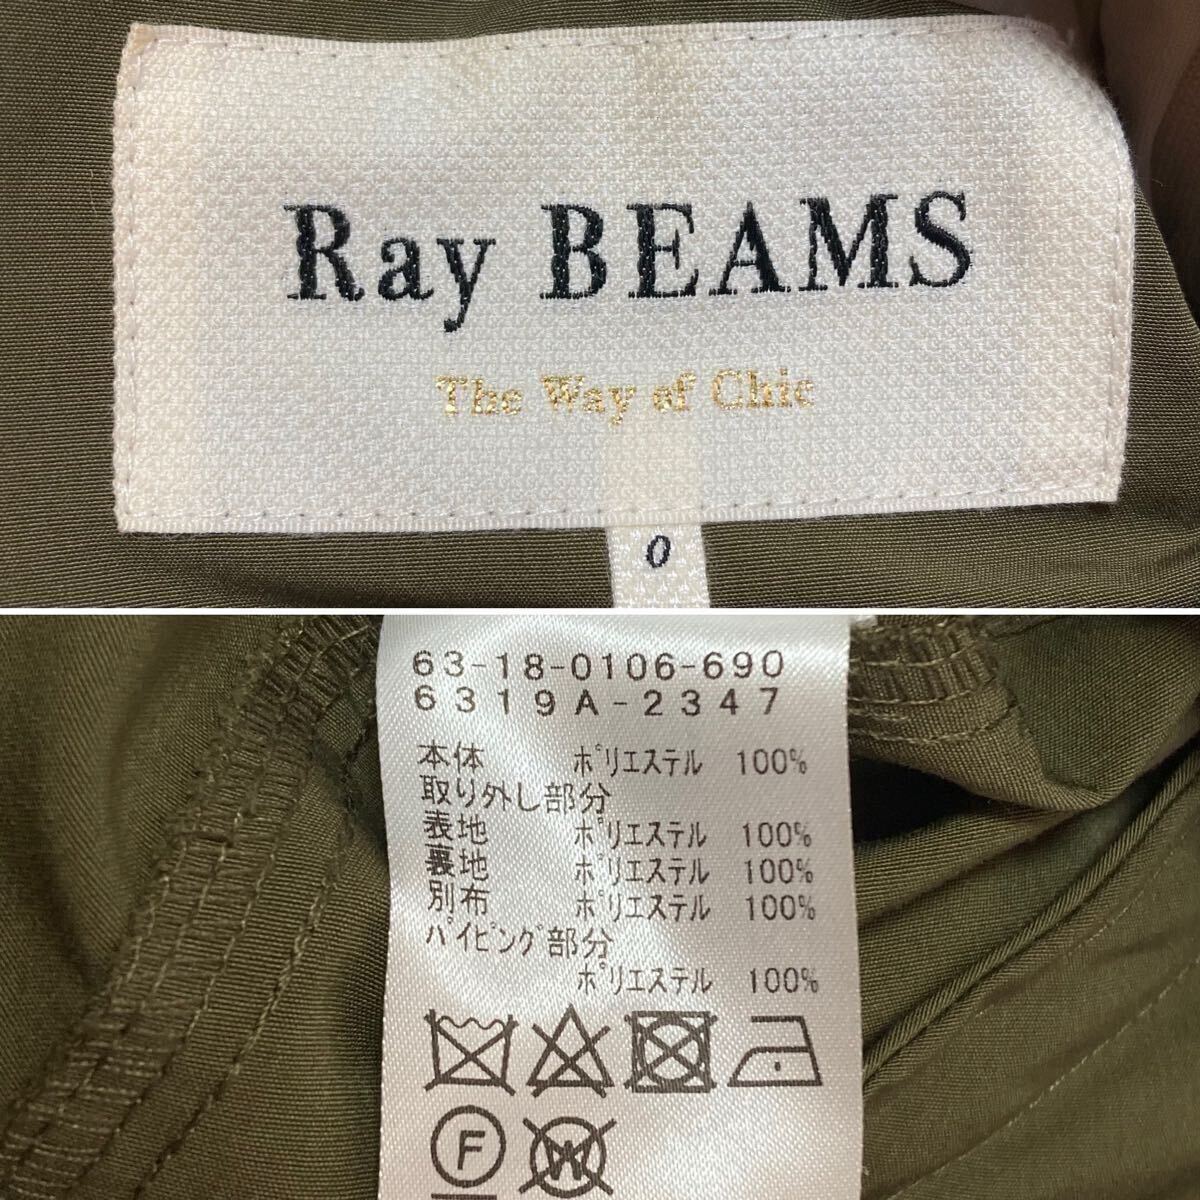 Ray BEAMS
The Way of Chic
0
63-18-0106-690
6319A-2347
本体 ポリエステル 100%
取り外し部分
表地 ポリエステル 100%
裏地 ポリエステル 100%
別布 ポリエステル 100%
パイピング部分
ポリエステル 100%
F W